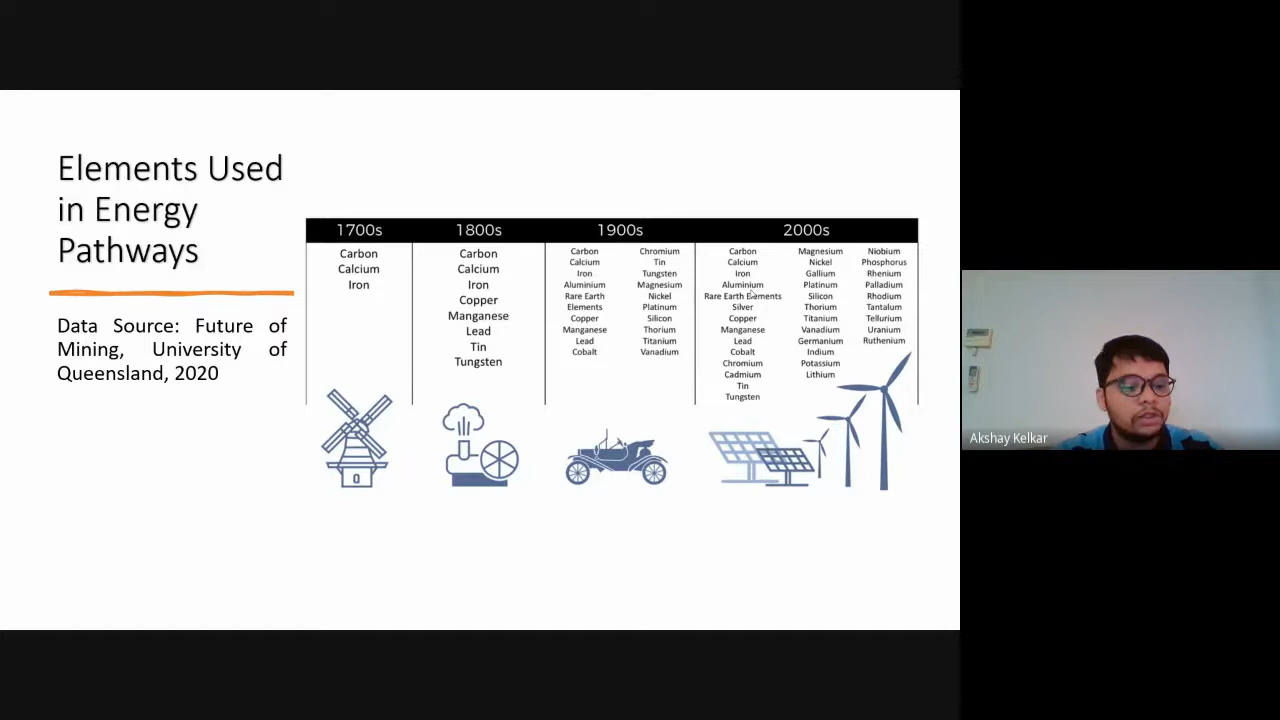 Elements Used
in Energy
Pathways
Data Source: Future of
Mining, University of
Queensland, 2020
1700s
Carbon
Calcium
Iron
1800s
Carbon
Calcium
Iron
Copper
Manganese
Lead
Tin
Tungsten
1900s
Carbon
Calcium
Iron
Aluminium
Rare Earth
Elements
Copper
Manganese
Lead
Cobalt
Chromium
Tin
Tungsten
Magnesium
Nickel
Platinum
Silicon
Thorium
Titanium
Vanadium
2000s
Carbon
Calcium
Iron
Aluminium
Rare Earth Elements
Silver
Copper
Manganese
Lead
Cobalt
Chromium
Cadmium
Tin
Tungsten
Magnesium
Nickel
Gallium
Platinum
Silicon
Thorium
Titanium
Vanadium
Germanium
Indium
Potassium
Lithium
Niobium
Phosphorus
Rhenium
Palladium
Rhodium
Tantalum
Tellurium
Uranium
Ruthenium
Akshay Kelkar